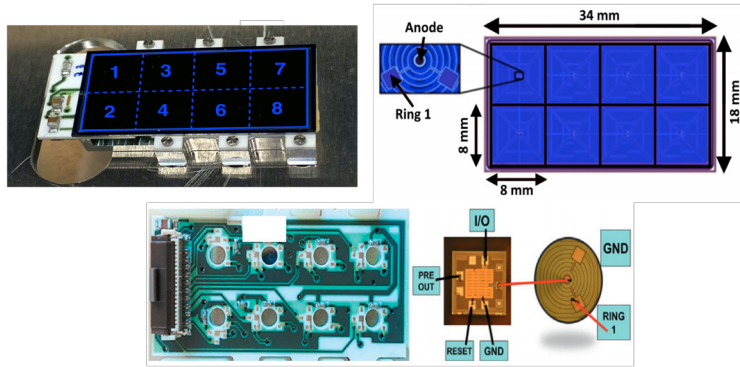 1 3 5 7
2 4 6 8
34 mm
Anode
Ring 1
18 mm
8 mm
8 mm
I/O
PRE
OUT
GND
RING
1
RESET
GND